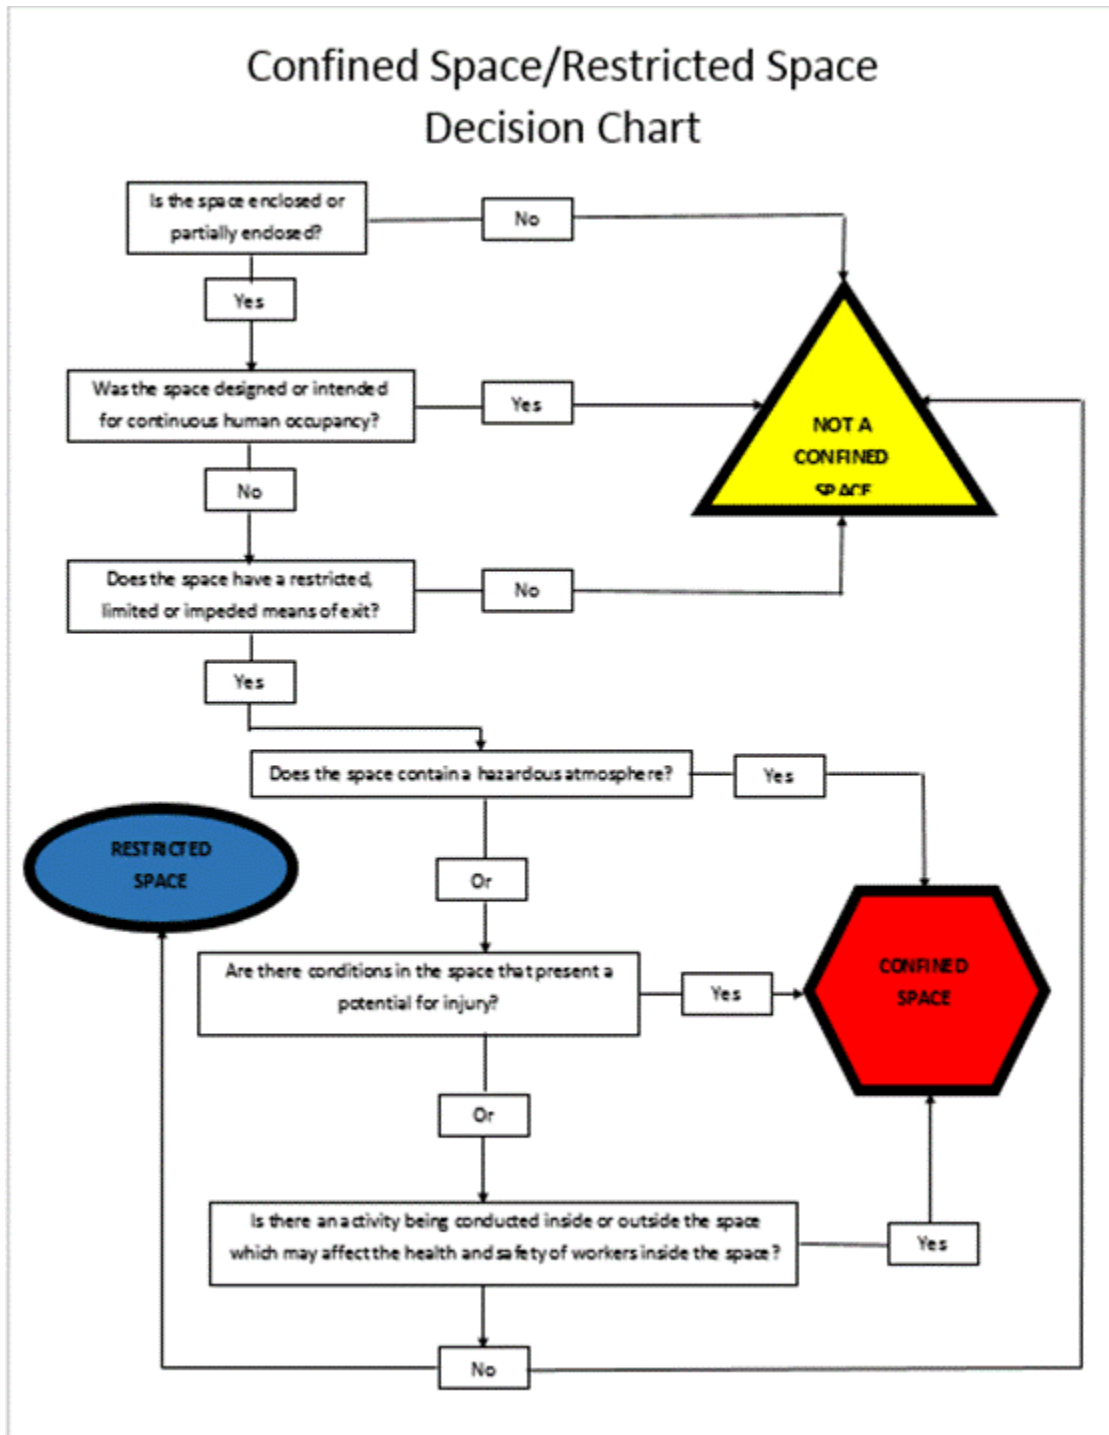 Confined Space/Restricted Space
Decision Chart
Is the space enclosed or
partially enclosed?
No
Yes
Was the space designed or intended
for continuous human occupancy?
Yes
NOT A
CONFINED
SPACE
No
Does the space have a restricted,
limited or impeded means of exit?
No
Yes
Does the space contain a hazardous atmosphere?
Yes
RESTRICTED
SPACE
Or
Are there conditions in the space that present a
potential for injury?
Yes
CONFINED
SPACE
Or
Is there an activity being conducted inside or outside the space
which may affect the health and safety of workers inside the space?
Yes
No